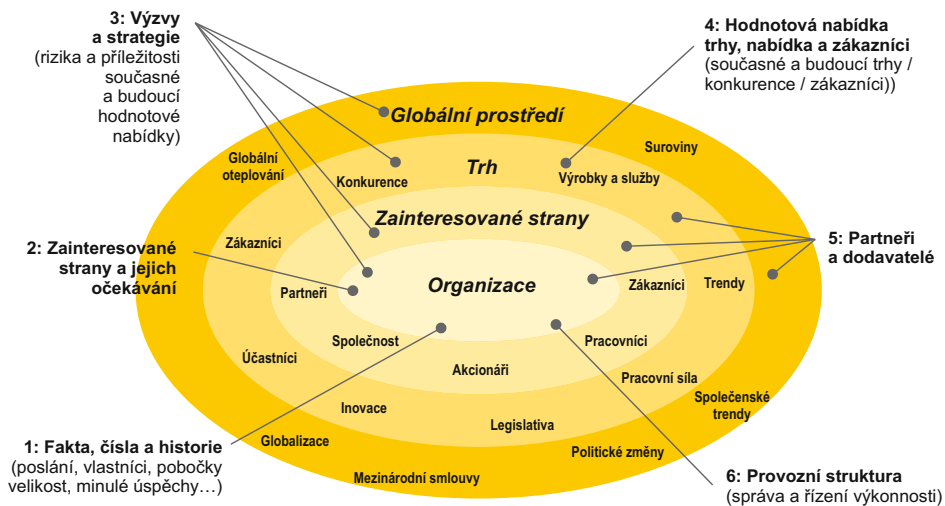 3: Výzvy
a strategie
(rizika a příležitosti
současné
a budoucí
hodnotové
nabídky)
4: Hodnotová nabídka
trhy, nabídka a zákazníci
(současné a budoucí trhy /
konkurence / zákazníci))
Globální prostředí
Globální
oteplování
Suroviny
Trh
Konkurence
Výrobky a služby
Zainteresované strany
Zákazníci
2: Zainteresované
strany a jejich
očekávání
5: Partneři
a dodavatelé
Organizace
Partneři
Zákazníci
Trendy
Společnost
Pracovníci
Účastníci
Akcionáři
Pracovní síla
Společenské
trendy
Inovace
Legislativa
Globalizace
Politické změny
Mezinárodní smlouvy
1: Fakta, čísla a historie
(poslání, vlastníci, pobočky
velikost, minulé úspěchy…)
6: Provozní struktura
(správa a řízení výkonnosti)